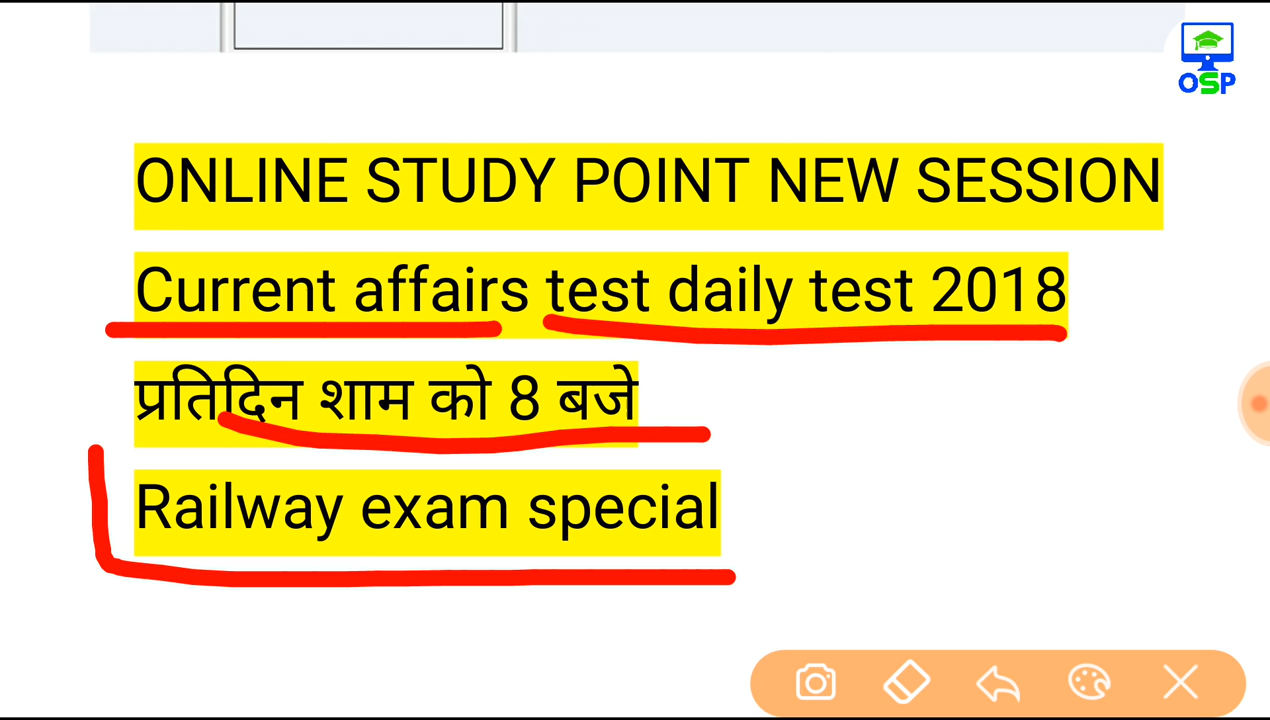 OSP
ONLINE STUDY POINT NEW SESSION
Current affairs test daily test 2018
प्रतिदिन शाम को 8 बजे
Railway exam special